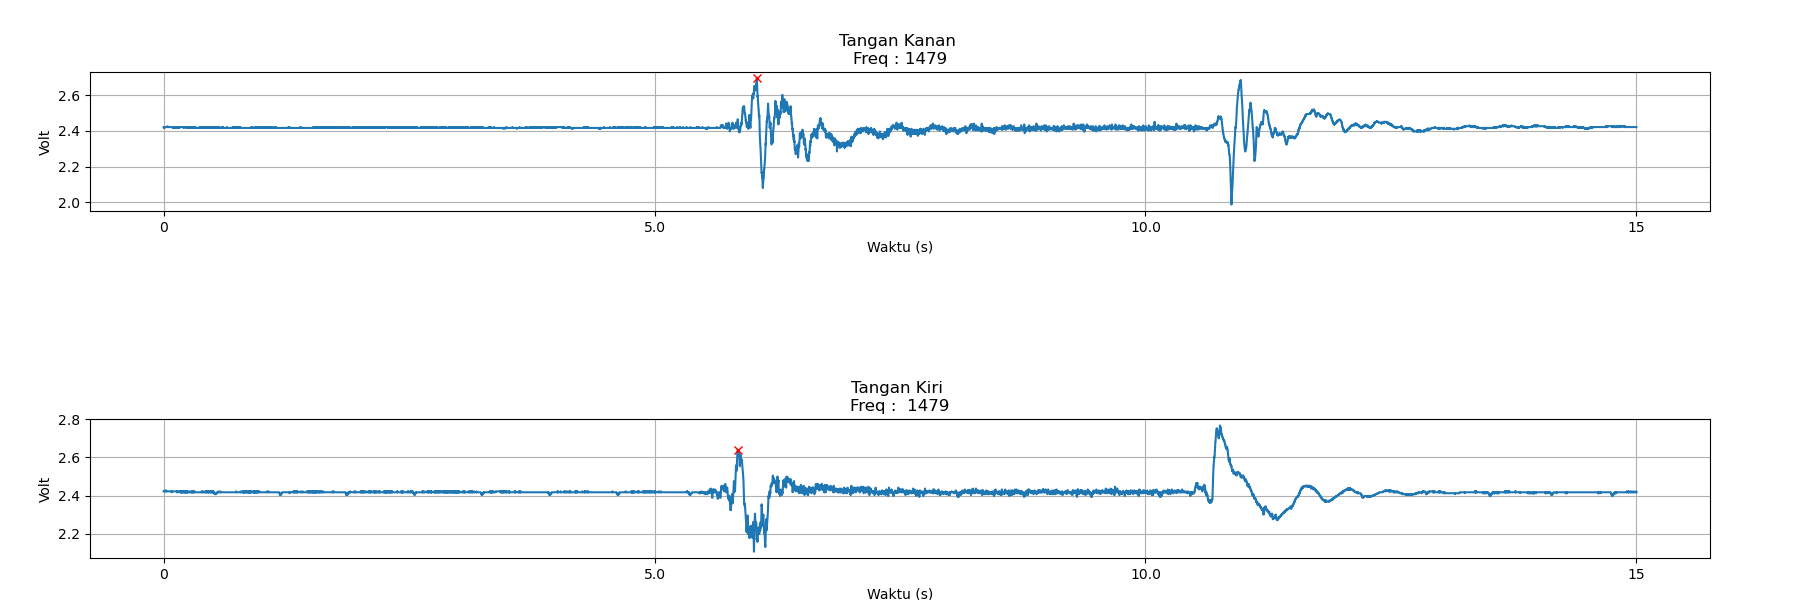 Tangan Kanan
Freq : 1479
Volt
2.6
2.4
2.2
2.0
0 5.0 10.0 15
Waktu (s)
Tangan Kiri
Freq :  1479
Volt
2.8
2.6
2.4
2.2
0 5.0 10.0 15
Waktu (s)